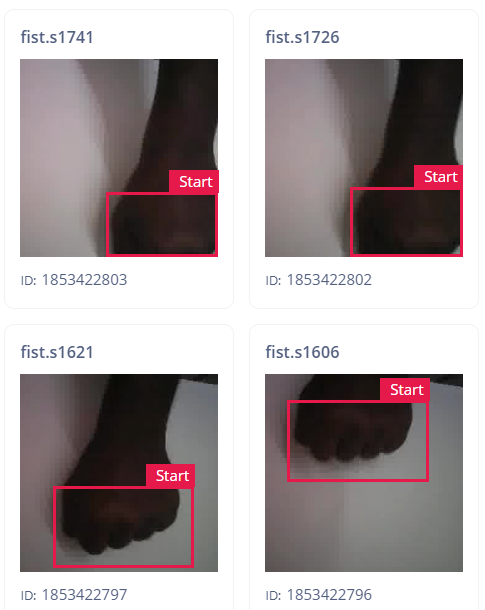 fist.s1741
Start
ID: 1853422803
fist.s1726
Start
ID: 1853422802
fist.s1621
Start
ID: 1853422797
fist.s1606
Start
ID: 1853422796